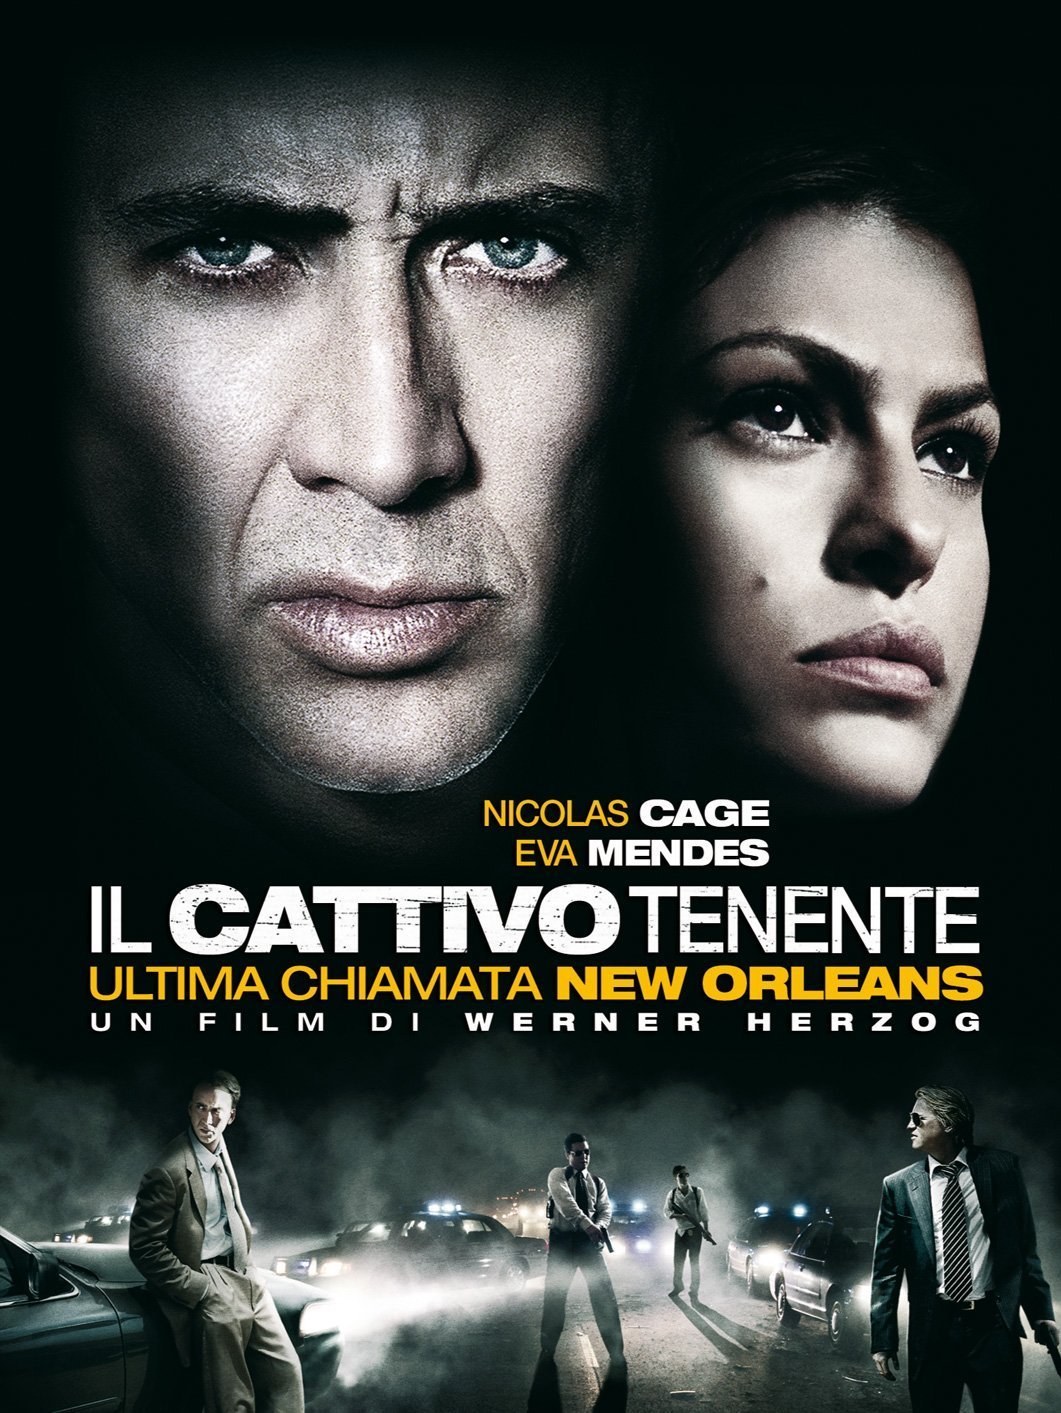 NICOLAS CAGE
EVA MENDES
IL CATTIVO TENENTE
ULTIMA CHIAMATA NEW ORLEANS
UN FILM DI WERNER HERZOG